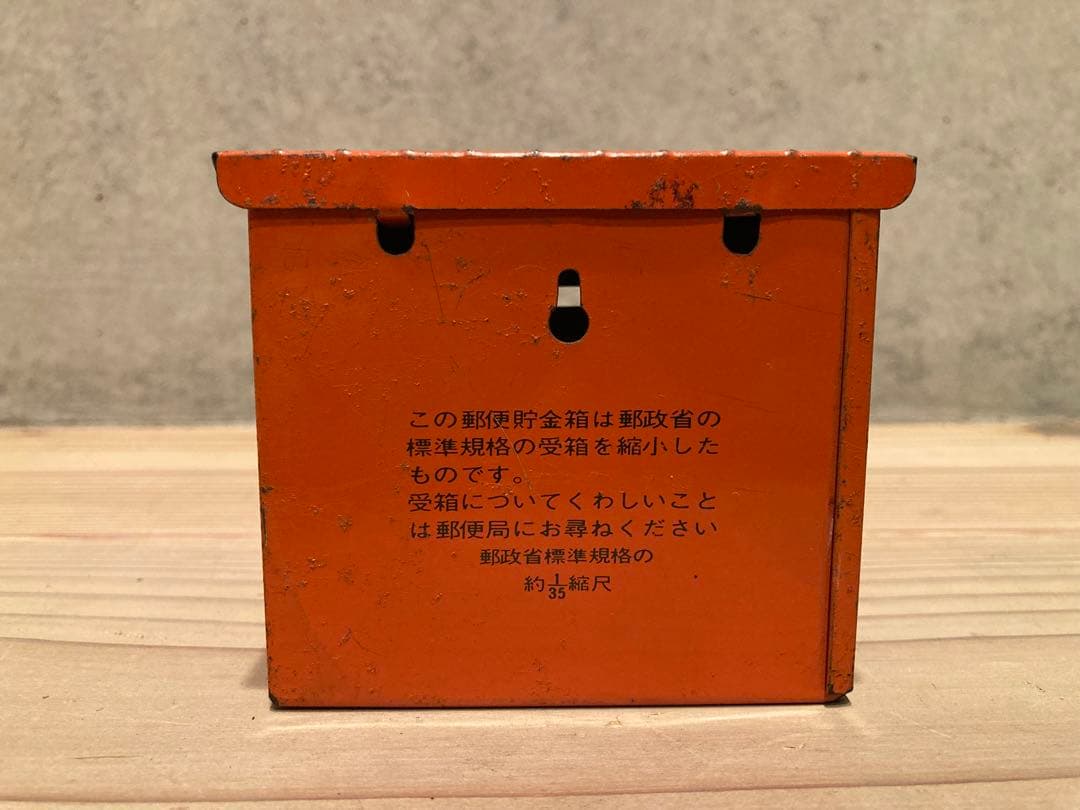 この郵便貯金箱は郵政省の
標準規格の受箱を縮小した
ものです。
受箱についてくわしいこと
は郵便局にお尋ねください
郵政省標準規格の
約1/35縮尺